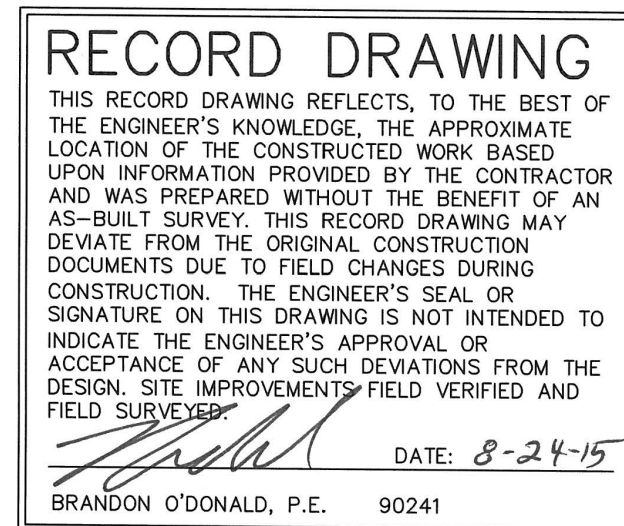 RECORD DRAWING
THIS RECORD DRAWING REFLECTS, TO THE BEST OF
THE ENGINEER'S KNOWLEDGE, THE APPROXIMATE
LOCATION OF THE CONSTRUCTED WORK BASED
UPON INFORMATION PROVIDED BY THE CONTRACTOR
AND WAS PREPARED WITHOUT THE BENEFIT OF AN
AS-BUILT SURVEY. THIS RECORD DRAWING MAY
DEVIATE FROM THE ORIGINAL CONSTRUCTION
DOCUMENTS DUE TO FIELD CHANGES DURING
CONSTRUCTION. THE ENGINEER'S SEAL OR
SIGNATURE ON THIS DRAWING IS NOT INTENDED TO
INDICATE THE ENGINEER'S APPROVAL OR
ACCEPTANCE OF ANY SUCH DEVIATIONS FROM THE
DESIGN. SITE IMPROVEMENTS FIELD VERIFIED AND
FIELD SURVEYED.
DATE: 8-24-15
BRANDON O'DONALD, P.E. 90241